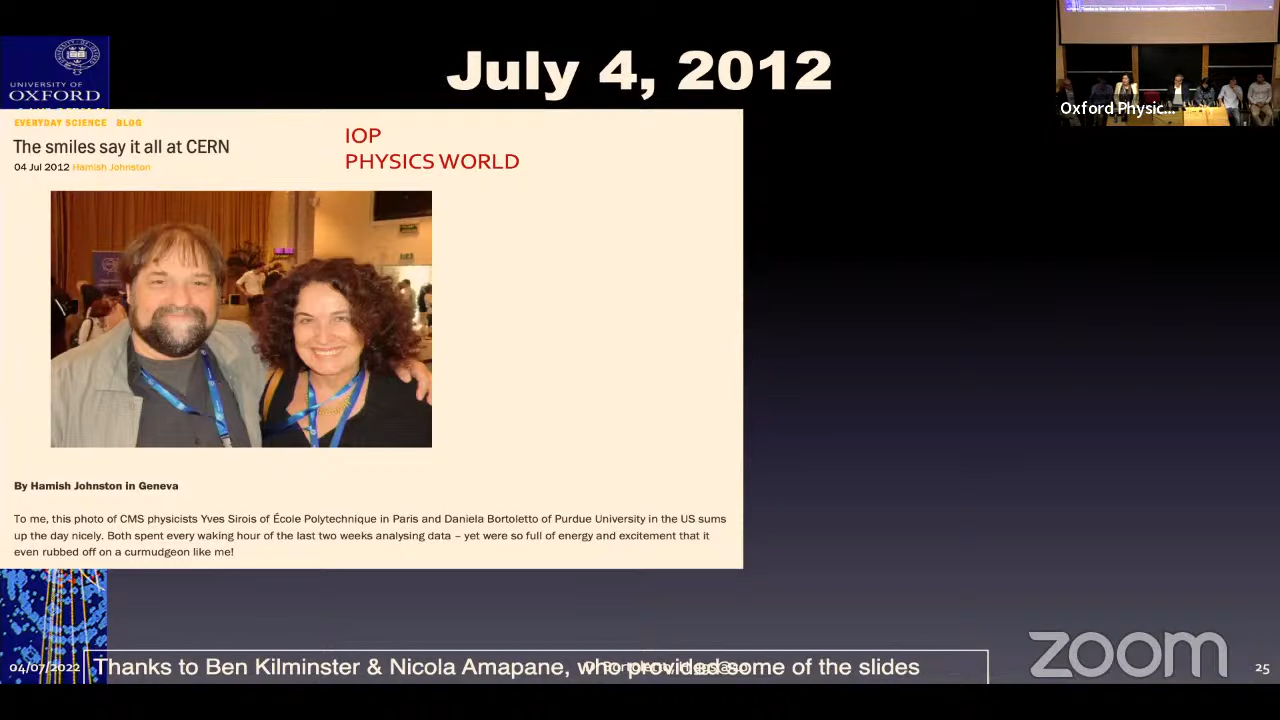 July 4, 2012
UNIVERSITY OF
OXFORD
Oxford Physic...
EVERYDAY SCIENCE BLOG
The smiles say it all at CERN
04 Jul 2012 Hamish Johnston
IOP
PHYSICS WORLD
By Hamish Johnston in Geneva
To me, this photo of CMS physicists Yves Sirois of École Polytechnique in Paris and Daniela Bortoletto of Purdue University in the US sums
up the day nicely. Both spent every waking hour of the last two weeks analysing data – yet were so full of energy and excitement that it
even rubbed off on a curmudgeon like me!
04/07/2022
Thanks to Ben Kilminster & Nicola Amapane, who provided some of the slides
zoom
25